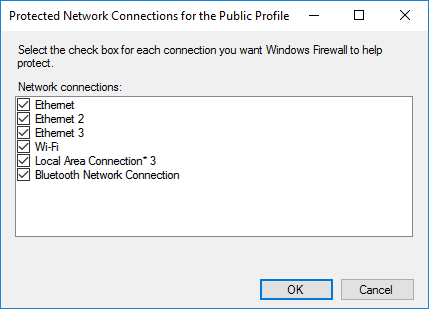 Protected Network Connections for the Public Profile
Select the check box for each connection you want Windows Firewall to help
protect.
Network connections:
Ethernet
Ethernet 2
Ethernet 3
Wi-Fi
Local Area Connection* 3
Bluetooth Network Connection
OK
Cancel